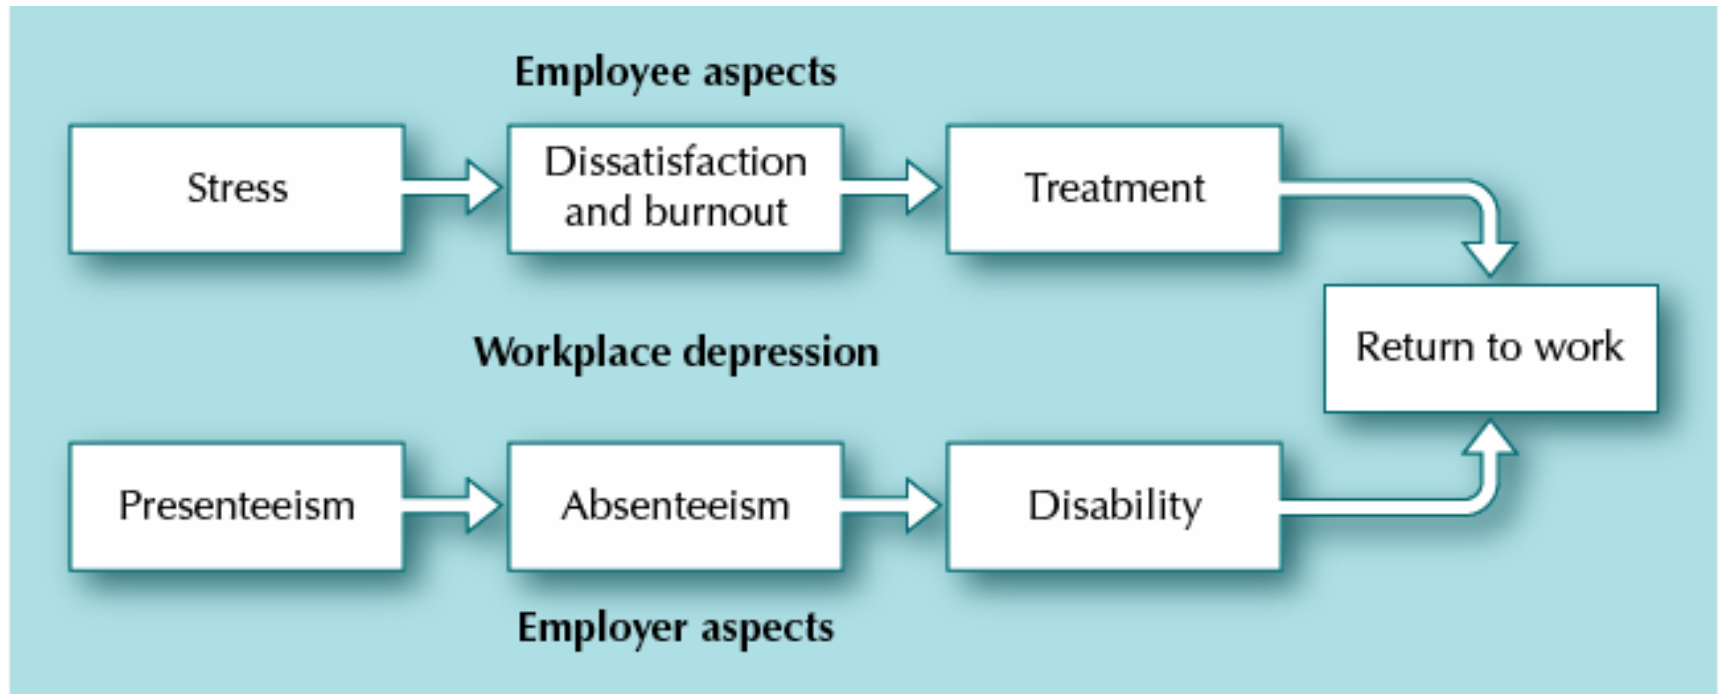 Employee aspects
Stress
Dissatisfaction
and burnout
Treatment
Return to work
Workplace depression
Presenteeism
Absenteeism
Disability
Employer aspects